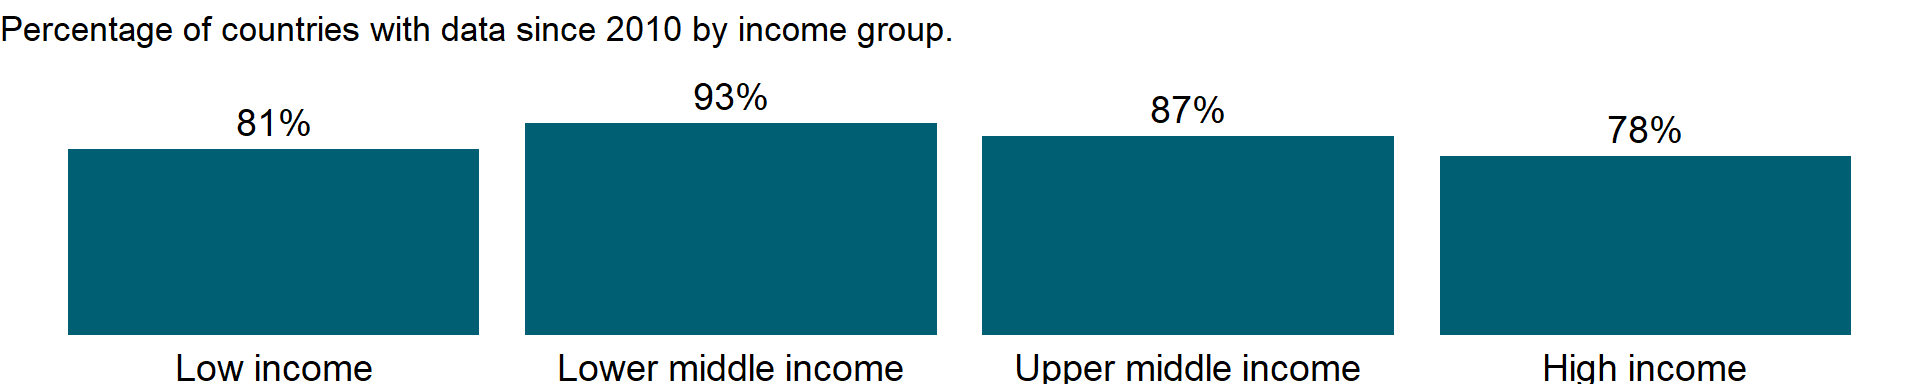 Percentage of countries with data since 2010 by income group.
81%
93%
87%
78%
Low income
Lower middle income
Upper middle income
High income